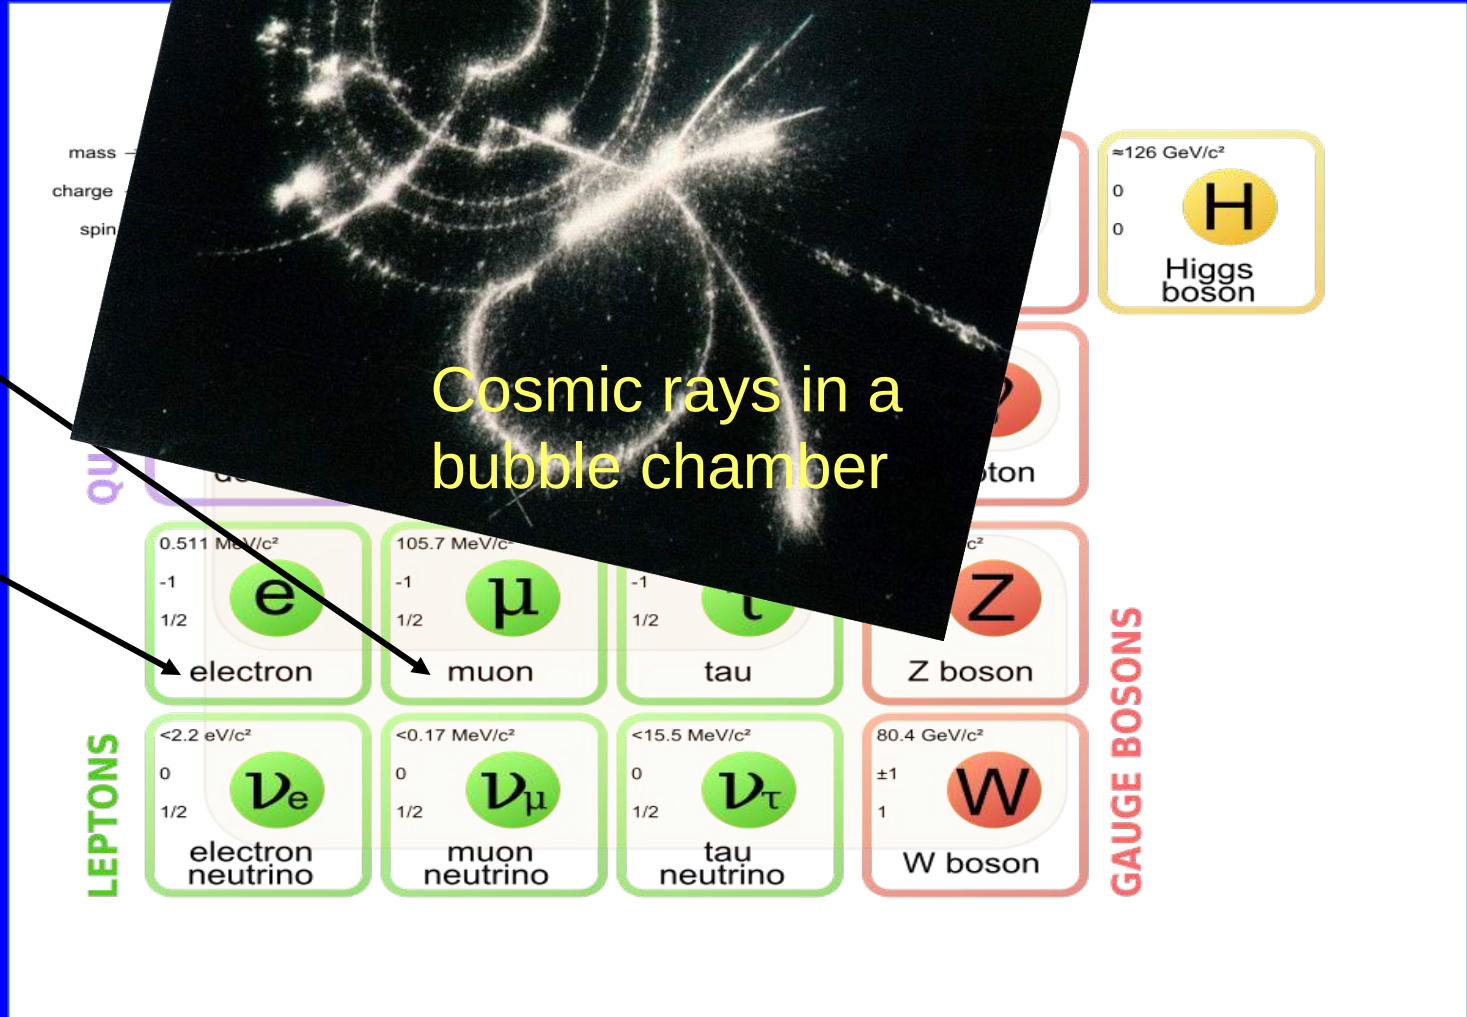 mass
charge
spin
≈126 GeV/c²
0
0
H
Higgs
boson
Cosmic rays in a
bubble chamber
0.511 MeV/c²
-1
1/2
e
electron
105.7 MeV/c²
-1
1/2
μ
muon
-1
1/2
τ
tau
Z
Z boson
<2.2 eV/c²
0
1/2
νe
electron
neutrino
<0.17 MeV/c²
0
1/2
νμ
muon
neutrino
<15.5 MeV/c²
0
1/2
ντ
tau
neutrino
80.4 GeV/c²
±1
1
W
W boson
LEPTONS
GAUGE BOSONS